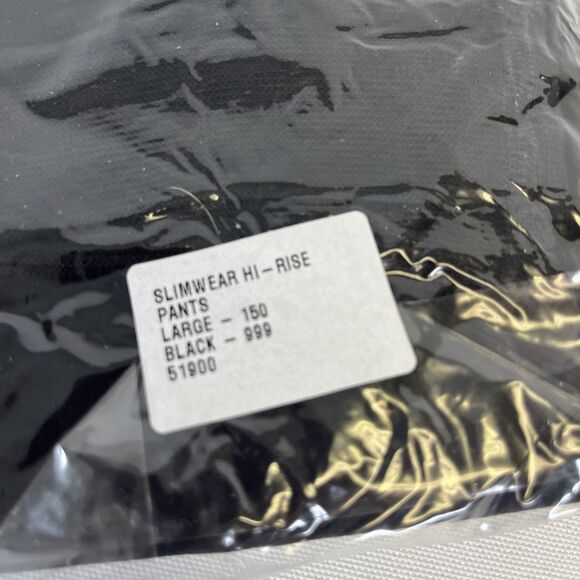 SLIMWEAR HI-RISE
PANTS
LARGE - 150
BLACK - 999
51900